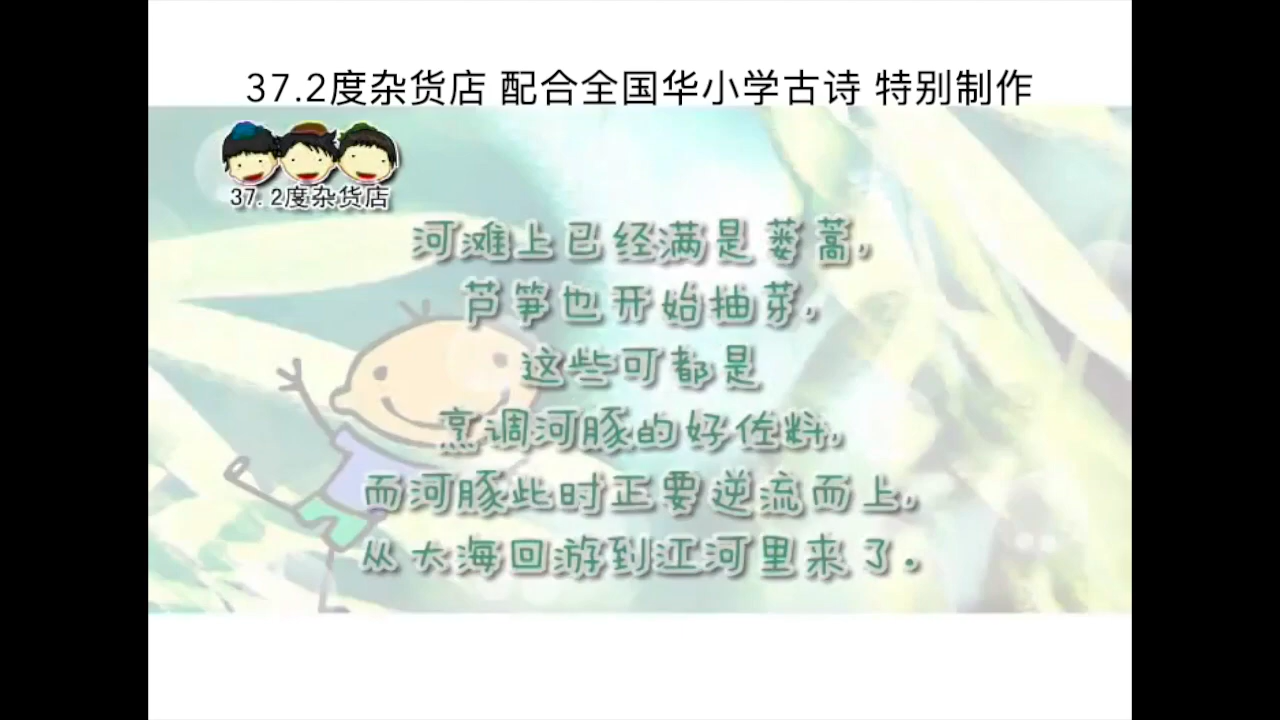 37.2度杂货店 配合全国华小学古诗 特别制作
37.2度杂货店
河滩上已经满是蒌蒿，
芦笋也开始抽芽，
这些可都是
烹调河豚的好佐料，
而河豚此时正要逆流而上，
从大海回游到江河里来了。